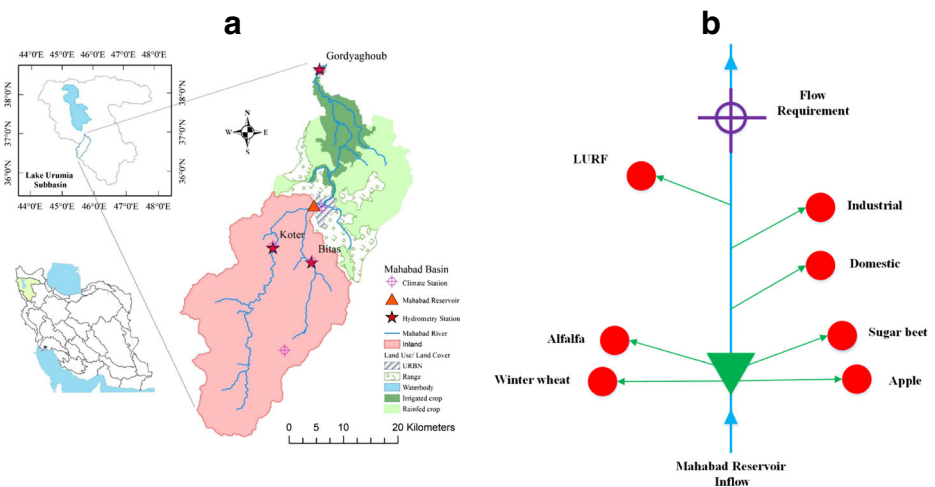 a
44°0'E 45°0'E 46°0'E 47°0'E 48°0'E
38°0'N
37°0'N
36°0'N
38°0'N
37°0'N
36°0'N
Lake Urumia
Subbasin
44°0'E 45°0'E 46°0'E 47°0'E 48°0'E
Gordyaghoub
N
W E
S
Koter
Bitas
Mahabad Basin
Climate Station
Mahabad Reservoir
Hydrometry Station
Mahabad River
Inland
Land Use/ Land Cover
URBN
Range
Waterbody
Irrigated crop
Rainfed crop
0 5 10 20 Kilometers
b
Flow
Requirement
LURF
Industrial
Domestic
Alfalfa
Sugar beet
Winter wheat
Apple
Mahabad Reservoir
Inflow